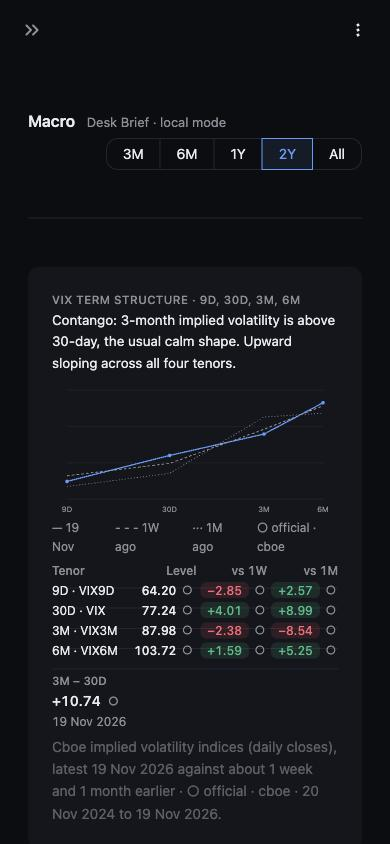 Macro Desk Brief · local mode
3M 6M 1Y 2Y All
VIX TERM STRUCTURE · 9D, 30D, 3M, 6M
Contango: 3-month implied volatility is above
30-day, the usual calm shape. Upward
sloping across all four tenors.
9D 30D 3M 6M
— 19 - - - 1W ··· 1M ○ official ·
Nov ago ago cboe
Tenor Level vs 1W vs 1M
9D · VIX9D 64.20 ○ −2.85 ○ +2.57 ○
30D · VIX 77.24 ○ +4.01 ○ +8.99 ○
3M · VIX3M 87.98 ○ −2.38 ○ −8.54 ○
6M · VIX6M 103.72 ○ +1.59 ○ +5.25 ○
3M – 30D
+10.74 ○
19 Nov 2026
Cboe implied volatility indices (daily closes),
latest 19 Nov 2026 against about 1 week
and 1 month earlier · ○ official · cboe · 20
Nov 2024 to 19 Nov 2026.